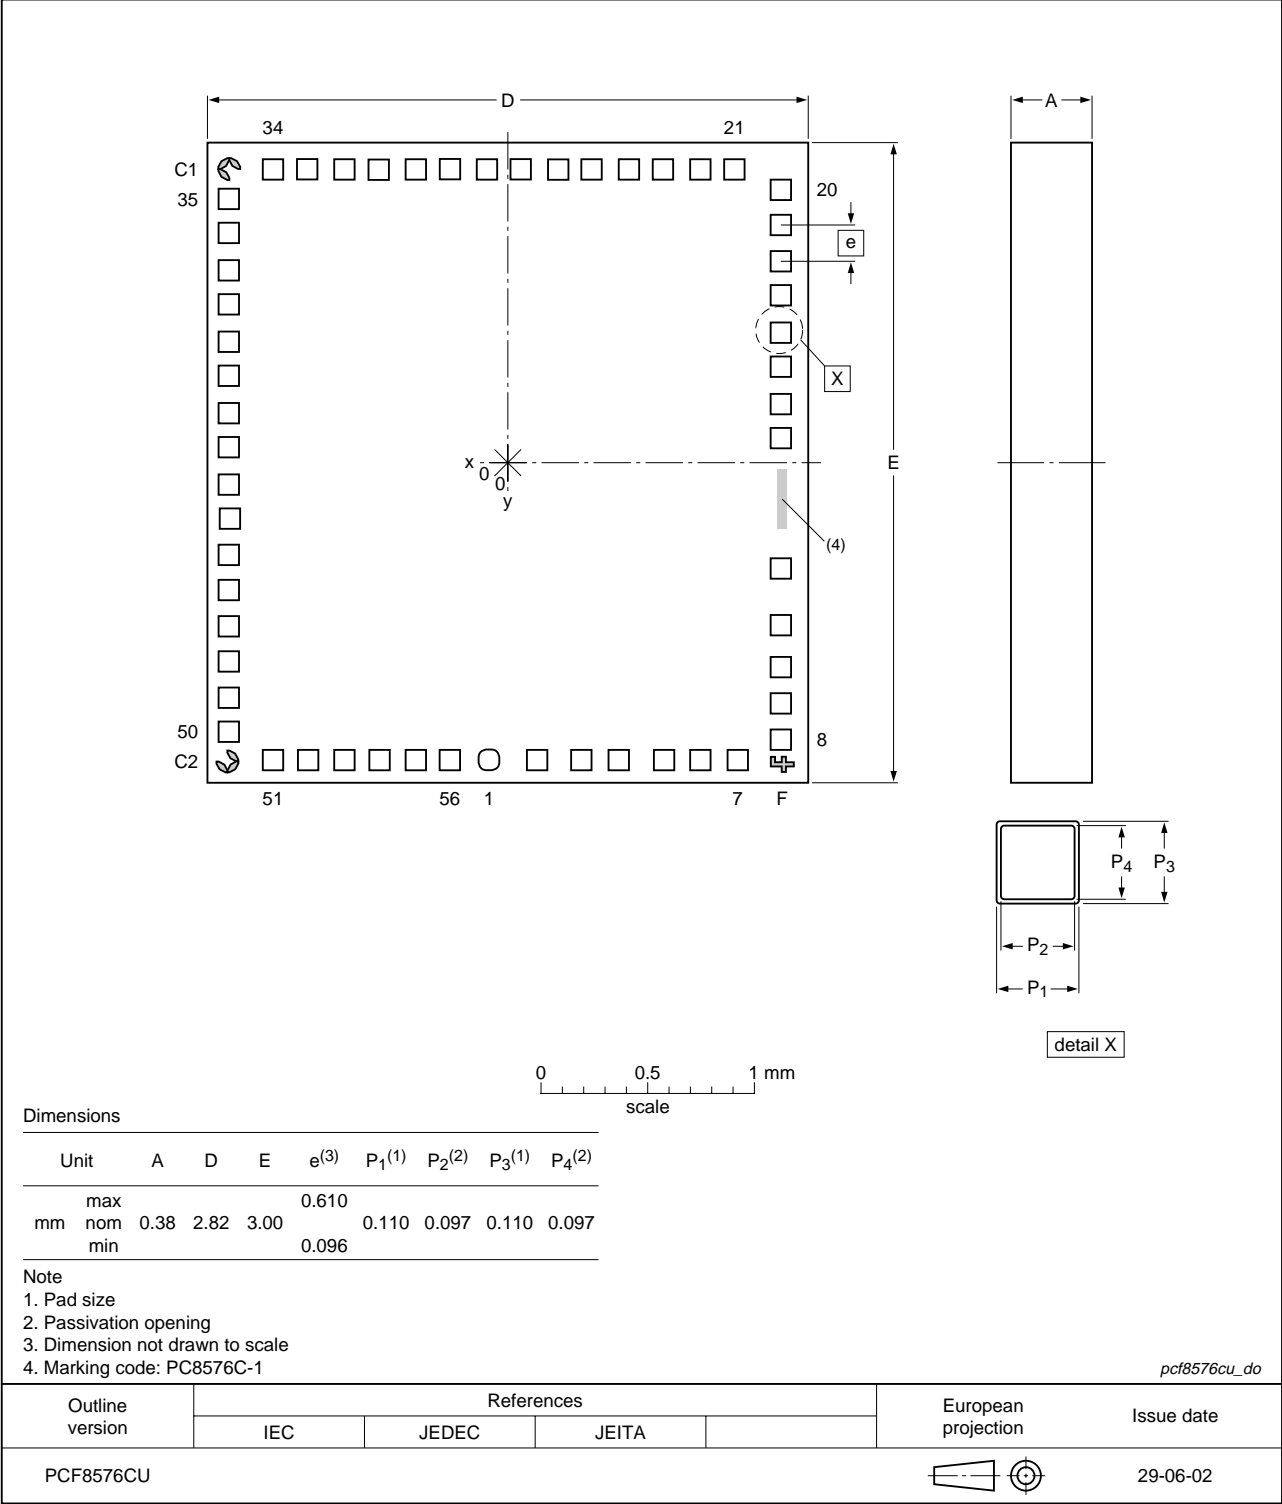 D
A
34
21
C1
35
20
e
X
x
0
0
y
E
(4)
50
C2
8
51
56
1
7
F
P4
P3
P2
P1
detail X
0
0.5
1 mm
scale
Dimensions
Unit A D E e(3) P1(1) P2(2) P3(1) P4(2)
max 0.610
mm nom 0.38 2.82 3.00 0.110 0.097 0.110 0.097
min 0.096
Note
1. Pad size
2. Passivation opening
3. Dimension not drawn to scale
4. Marking code: PC8576C-1
pcf8576cu_do
Outline version
References
European projection
Issue date
IEC
JEDEC
JEITA
PCF8576CU
29-06-02